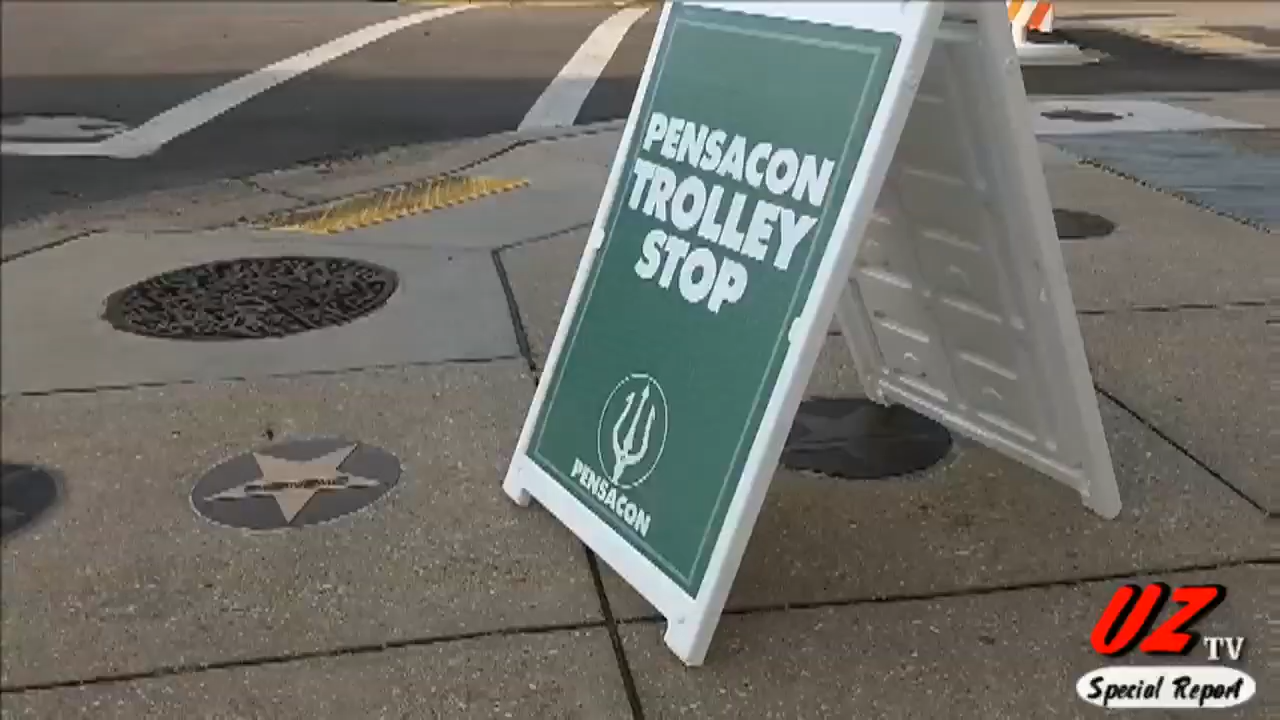 PENSACON
TROLLEY
STOP
PENSACON
UZ TV
Special Report